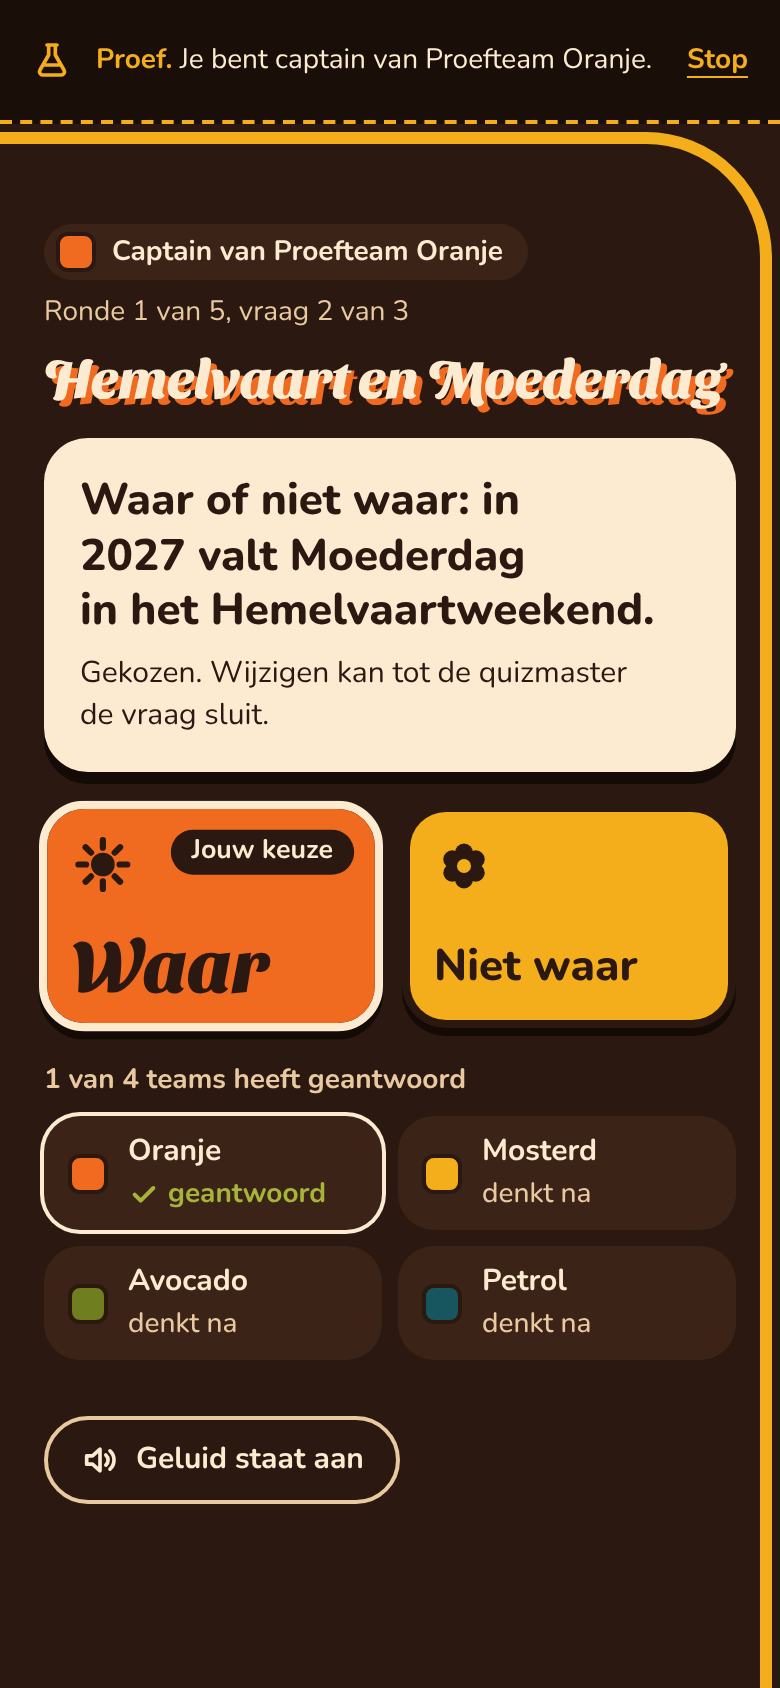 Proef. Je bent captain van Proefteam Oranje. Stop
Captain van Proefteam Oranje
Ronde 1 van 5, vraag 2 van 3
Hemelvaart en Moederdag
Waar of niet waar: in
2027 valt Moederdag
in het Hemelvaartweekend.
Gekozen. Wijzigen kan tot de quizmaster
de vraag sluit.
Jouw keuze
Waar
Niet waar
1 van 4 teams heeft geantwoord
Oranje
geantwoord
Mosterd
denkt na
Avocado
denkt na
Petrol
denkt na
Geluid staat aan